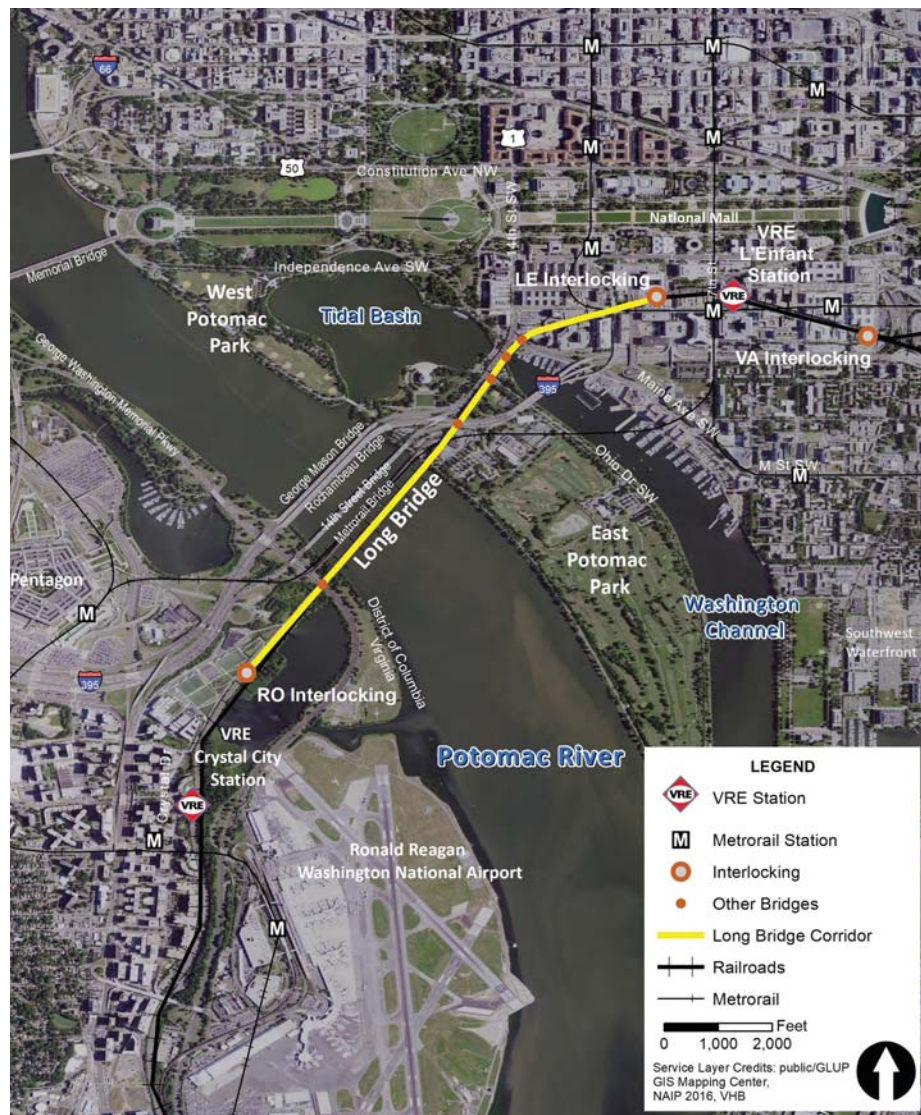 66
M
M
M
1
M
M
50
Constitution Ave NW
14th St SW
National Mall
VRE
L'Enfant
Station
Memorial Bridge
Independence Ave SW
M
LE Interlocking
West
Potomac
Park
Tidal Basin
VRE
M
M
VA Interlocking
George Washington Memorial Pkwy
395
Maine Ave SW
George Mason Bridge
Rochambeau Bridge
14th Street Bridge
Metrorail Bridge
Long Bridge
Ohio Dr SW
M St SW
M
East
Potomac
Park
Pentagon
M
District of Columbia
Virginia
Washington
Channel
Southwest
Waterfront
395
RO Interlocking
VRE
Crystal City
Station
Potomac River
VRE
M
Ronald Reagan
Washington National Airport
M
LEGEND
VRE VRE Station
M Metrorail Station
Interlocking
Other Bridges
Long Bridge Corridor
Railroads
Metrorail
Feet
0 1,000 2,000
Service Layer Credits: public/GLUP
GIS Mapping Center,
NAIP 2016, VHB